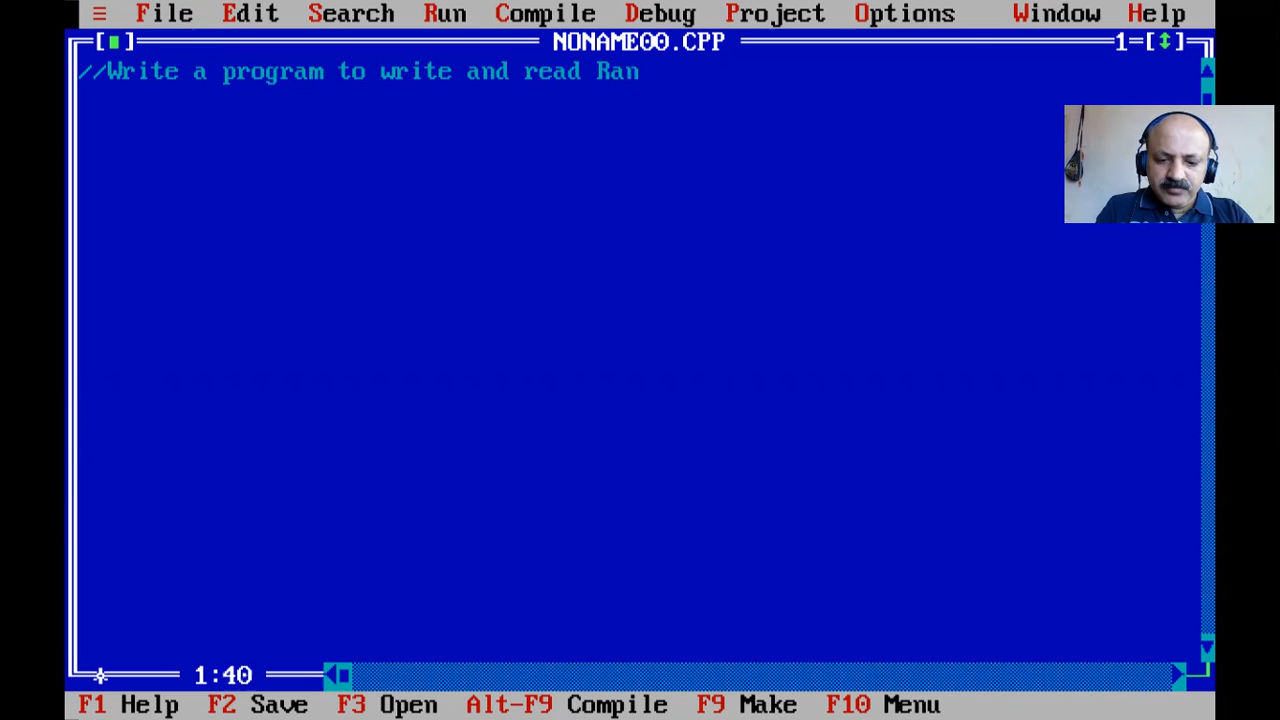 ≡ File Edit Search Run Compile Debug Project Options Window Help
[■] NONAME00.CPP 1=[↕]
//Write a program to write and read Ran
1:40
F1 Help F2 Save F3 Open Alt-F9 Compile F9 Make F10 Menu